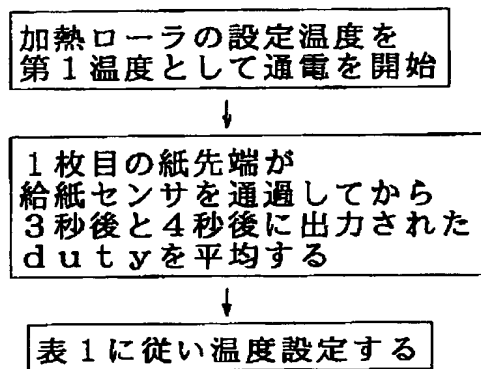 加熱ローラの設定温度を
第1温度として通電を開始
1枚目の紙先端が
給紙センサを通過してから
3秒後と4秒後に出力された
dutyを平均する
表1に従い温度設定する